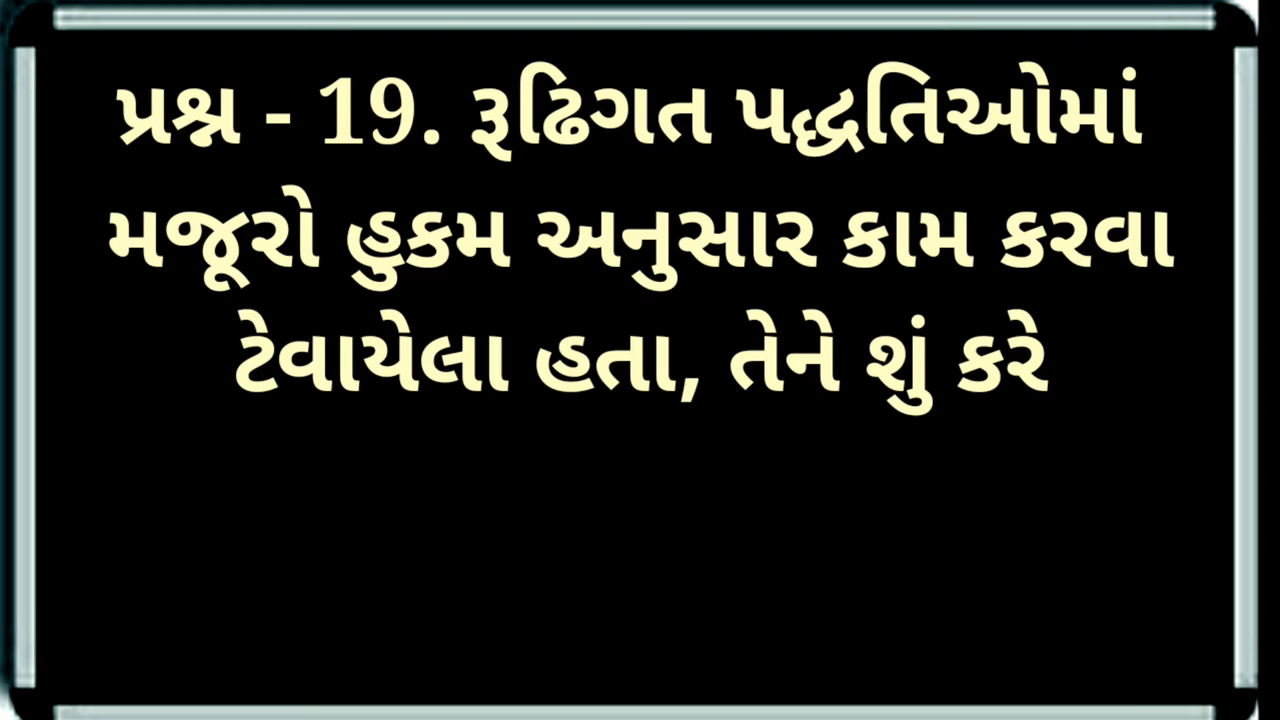 પ્રશ્ન - 19. રૂઢિગત પદ્ધતિઓમાં
મજૂરો હુકમ અનુસાર કામ કરવા
ટેવાયેલા હતા, તેને શું કરે